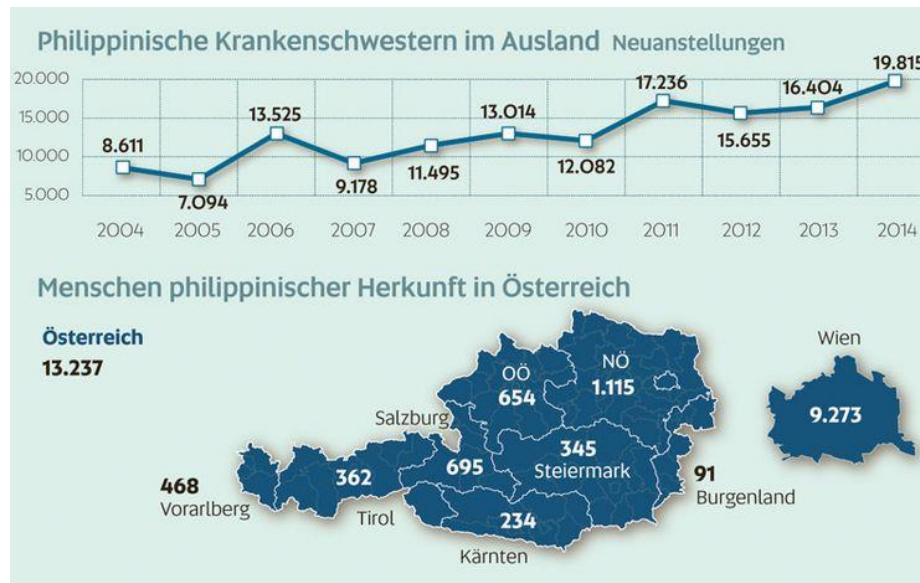 Philippinische Krankenschwestern im Ausland Neuanstellungen
20.000
15.000
10.000
5.000
8.611
7.094
13.525
9.178
11.495
13.014
12.082
17.236
15.655
16.404
19.815
2004 2005 2006 2007 2008 2009 2010 2011 2012 2013 2014
Menschen philippinischer Herkunft in Österreich
Österreich
13.237
Wien
9.273
OÖ
654
NÖ
1.115
Salzburg
695
345
Steiermark
362
Tirol
468
Vorarlberg
91
Burgenland
234
Kärnten